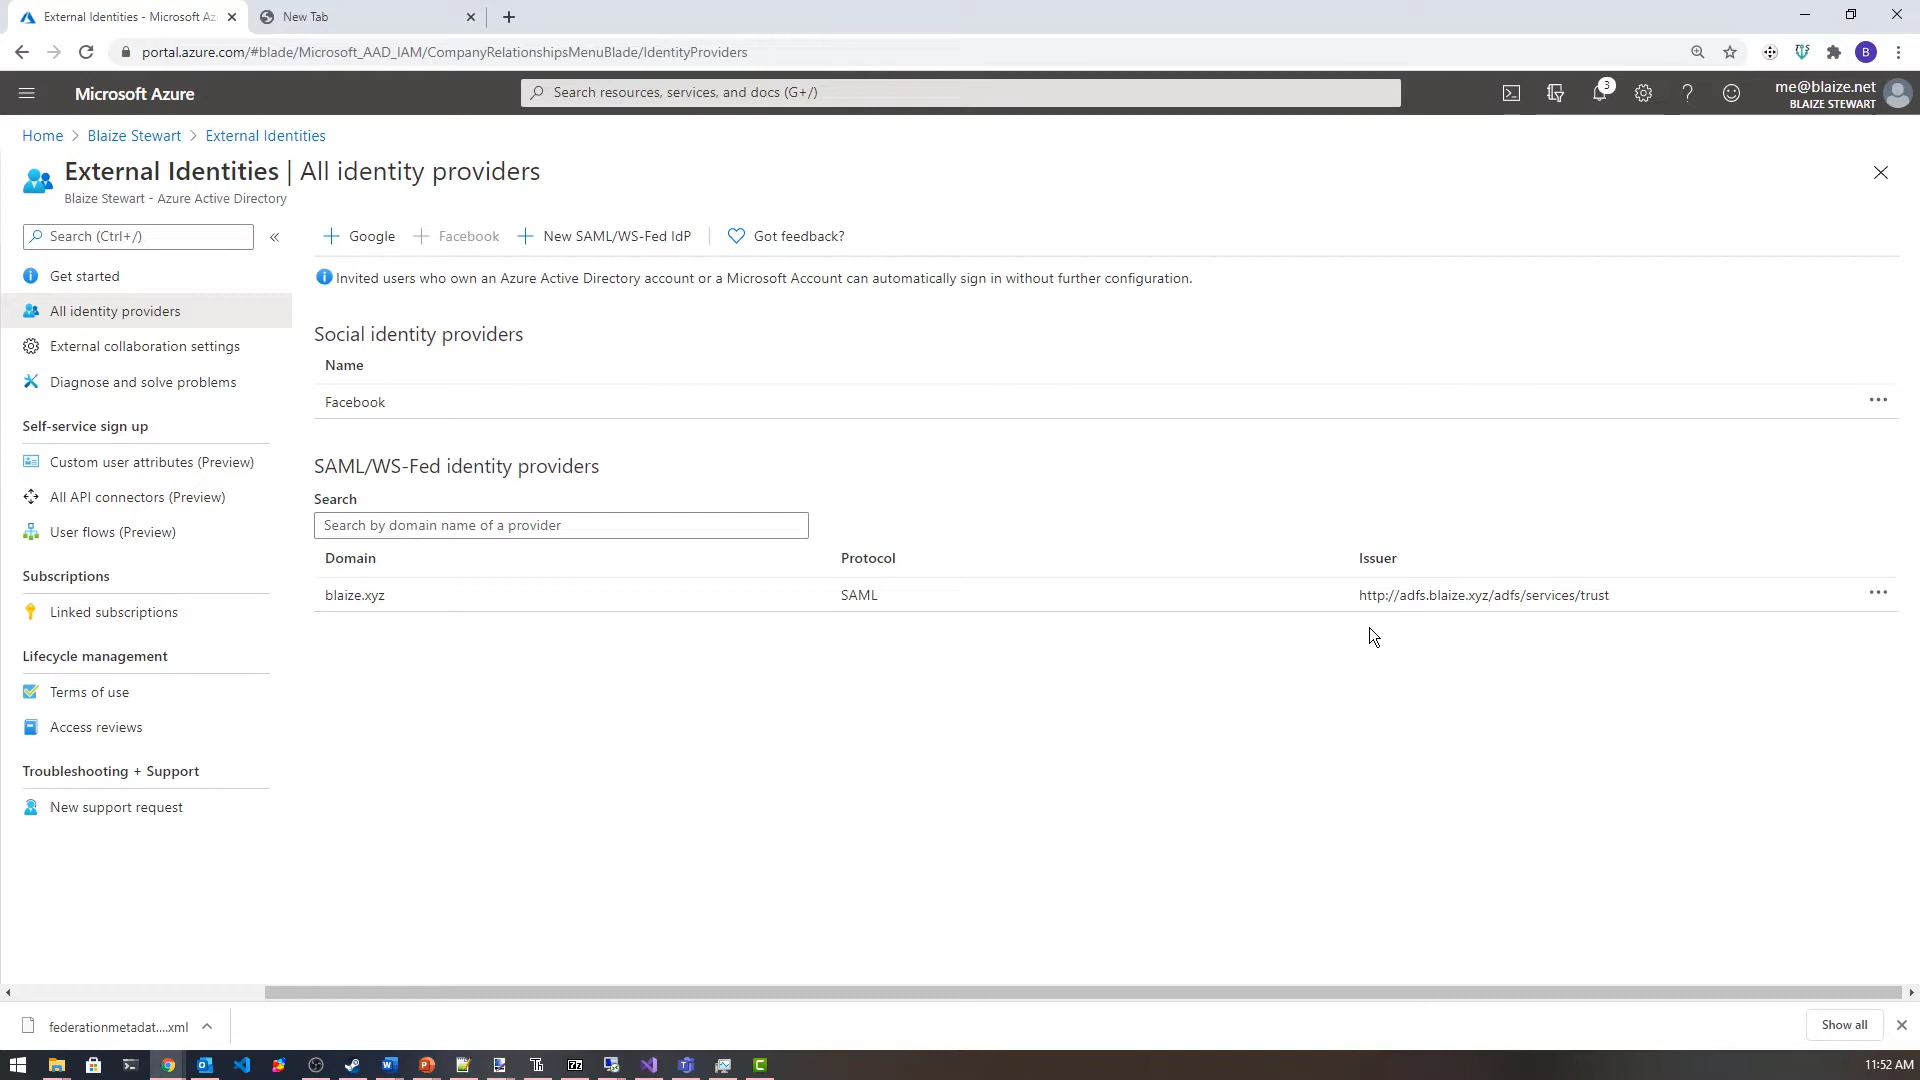 External Identities - Microsoft Az
New Tab
portal.azure.com/#blade/Microsoft_AAD_IAM/CompanyRelationshipsMenuBlade/IdentityProviders
B
Microsoft Azure
Search resources, services, and docs (G+/)
3
me@blaize.net
BLAIZE STEWART
Home > Blaize Stewart > External Identities
External Identities | All identity providers
Blaize Stewart - Azure Active Directory
Search (Ctrl+/)
Google
Facebook
New SAML/WS-Fed IdP
Got feedback?
Get started
All identity providers
External collaboration settings
Diagnose and solve problems
Self-service sign up
Custom user attributes (Preview)
All API connectors (Preview)
User flows (Preview)
Subscriptions
Linked subscriptions
Lifecycle management
Terms of use
Access reviews
Troubleshooting + Support
New support request
Invited users who own an Azure Active Directory account or a Microsoft Account can automatically sign in without further configuration.
Social identity providers
Name
Facebook
SAML/WS-Fed identity providers
Search
Search by domain name of a provider
Domain Protocol Issuer
blaize.xyz SAML http://adfs.blaize.xyz/adfs/services/trust
federationmetadat....xml
Show all
11:52 AM